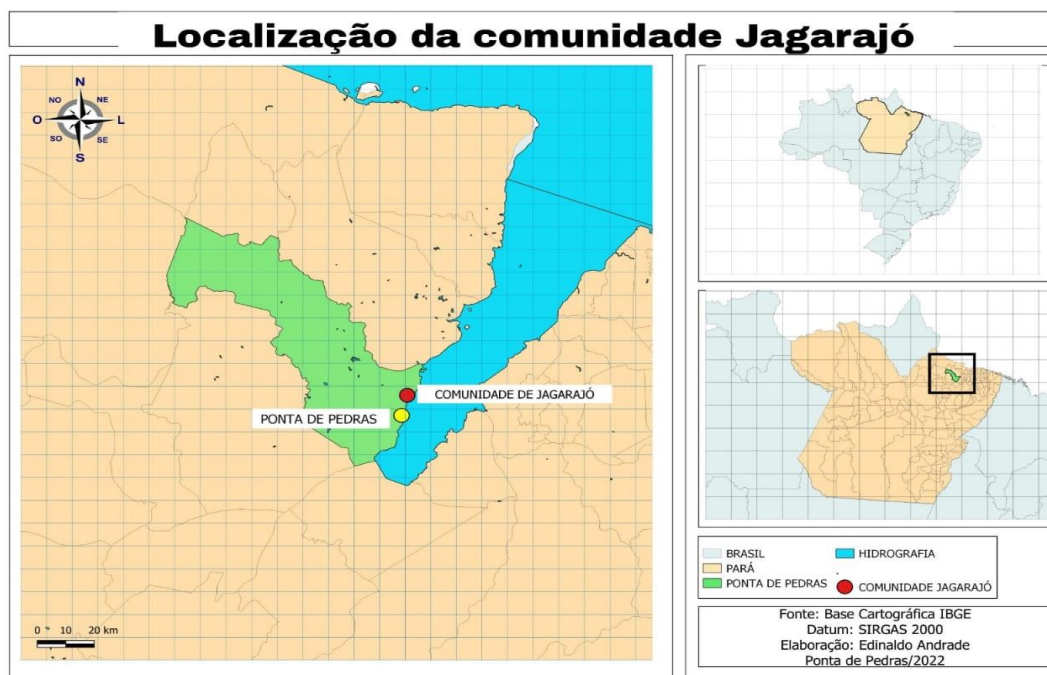 Localização da comunidade Jagarajó
N
NO NE
O L
SO SE
S
COMUNIDADE DE JAGARAJÓ
PONTA DE PEDRAS
0 10 20 km
BRASIL
PARÁ
PONTA DE PEDRAS
HIDROGRAFIA
COMUNIDADE JAGARAJÓ
Fonte: Base Cartográfica IBGE
Datum: SIRGAS 2000
Elaboração: Edinaldo Andrade
Ponta de Pedras/2022